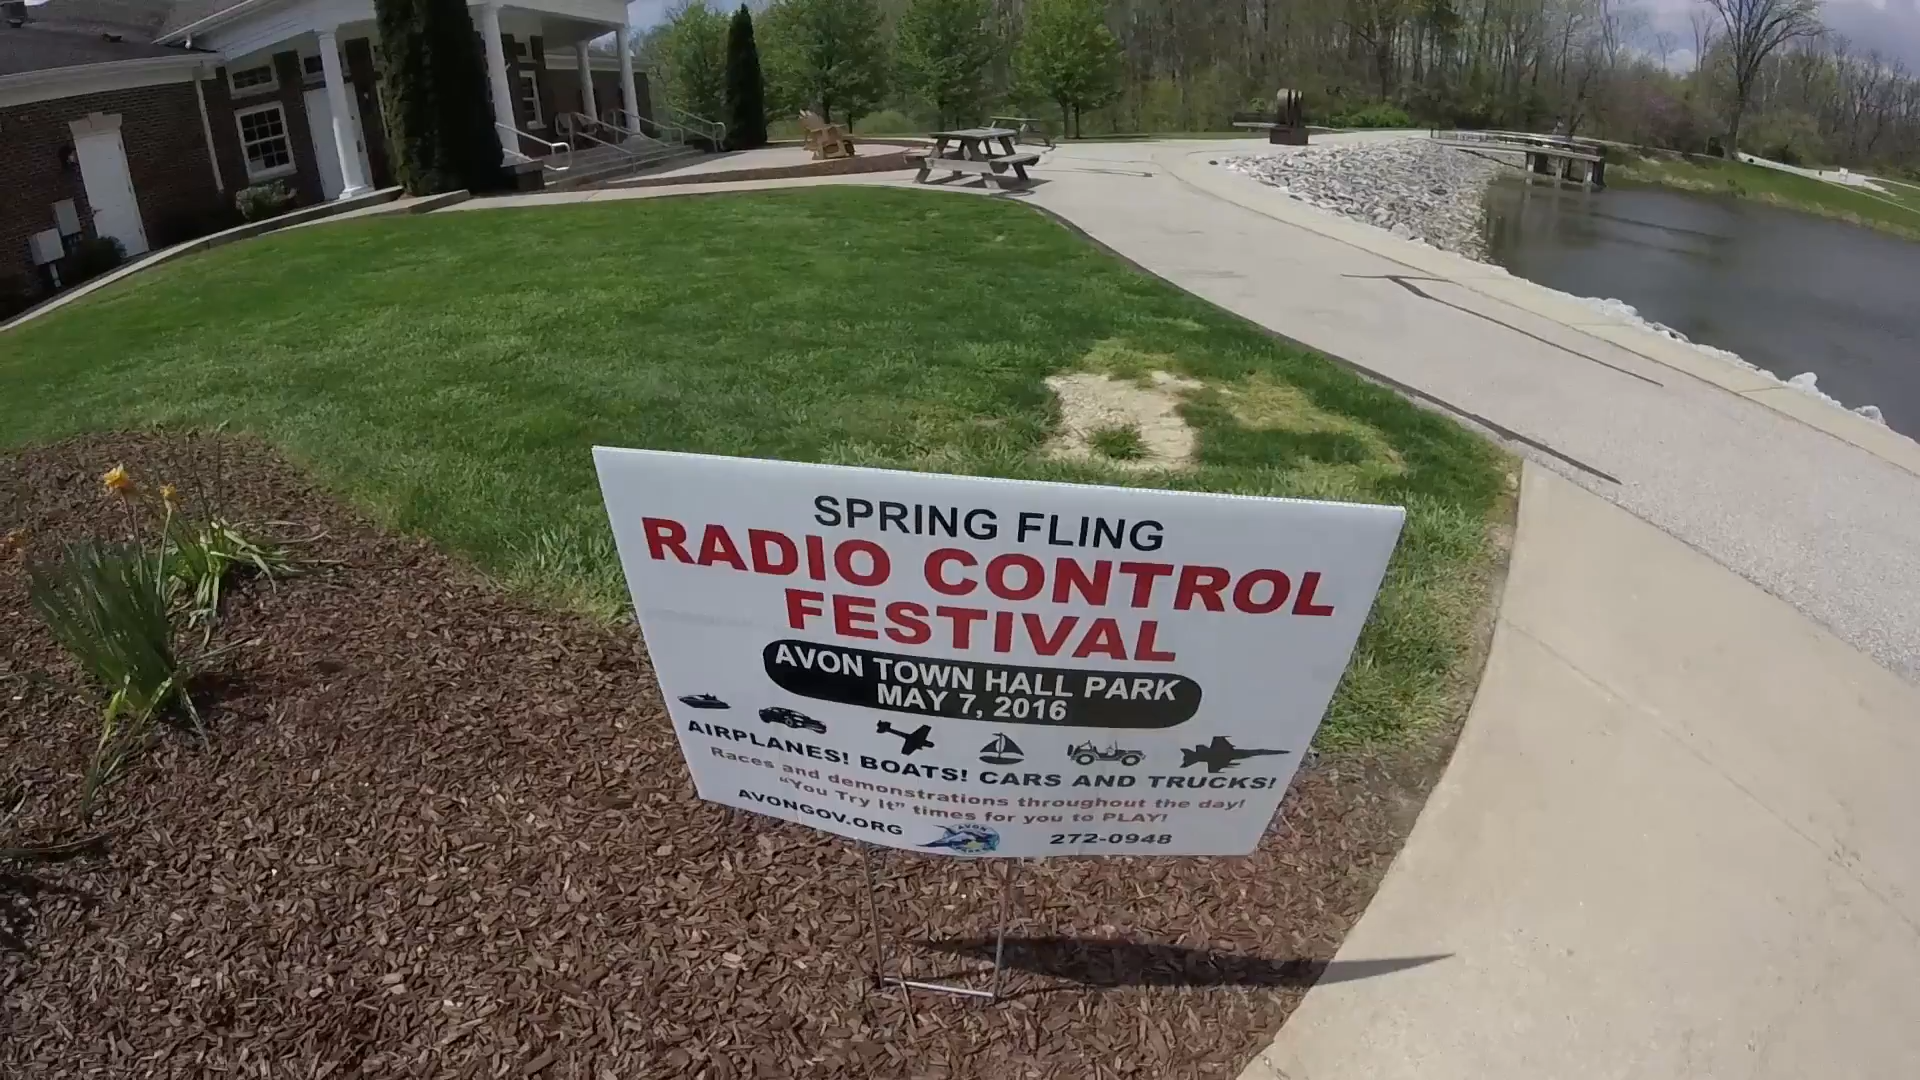 SPRING FLING
RADIO CONTROL
FESTIVAL
AVON TOWN HALL PARK
MAY 7, 2016
AIRPLANES! BOATS! CARS AND TRUCKS!
Races and demonstrations throughout the day!
"You Try It" times for you to PLAY!
AVONGOV.ORG
AVON
272-0948